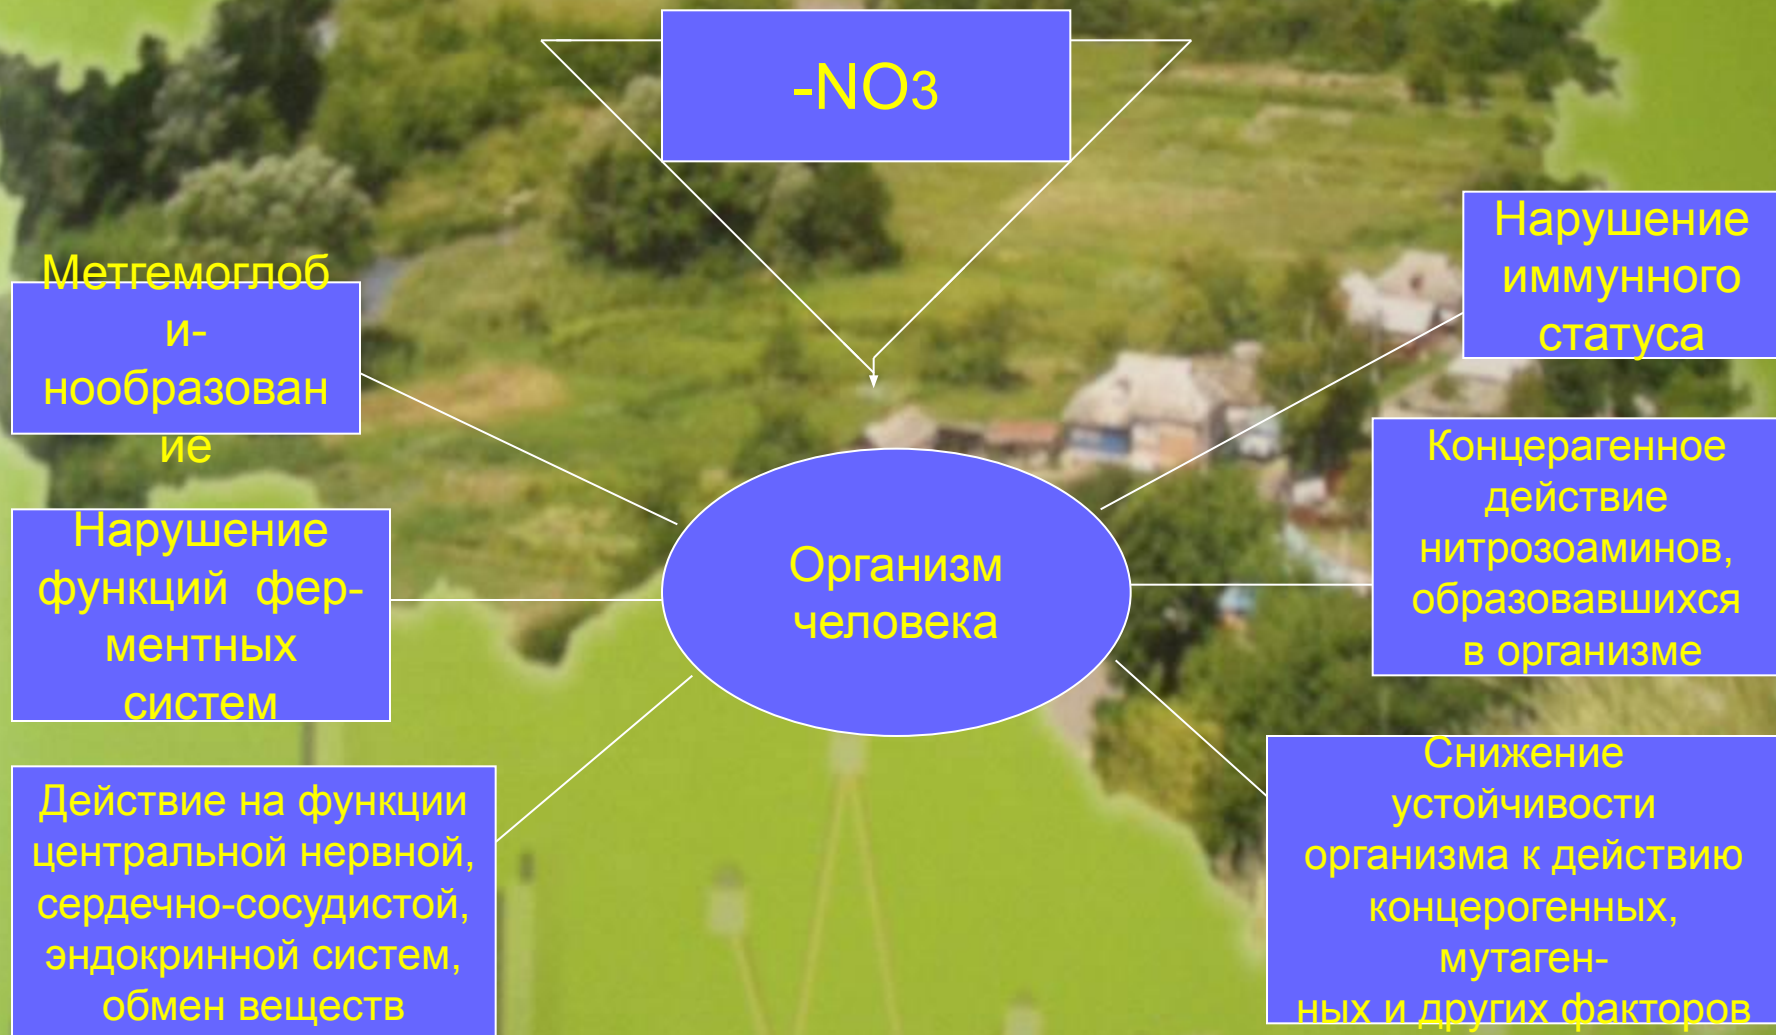 -NO3
Метгемоглоб
и-
нообразован
ие
Нарушение
функций фер-
ментных
систем
Действие на функции
центральной нервной,
сердечно-сосудистой,
эндокринной систем,
обмен веществ
Организм
человека
Нарушение
иммунного
статуса
Концерагенное
действие
нитрозоаминов,
образовавшихся
в организме
Снижение
устойчивости
организма к действию
концерогенных,
мутаген-
ных и других факторов